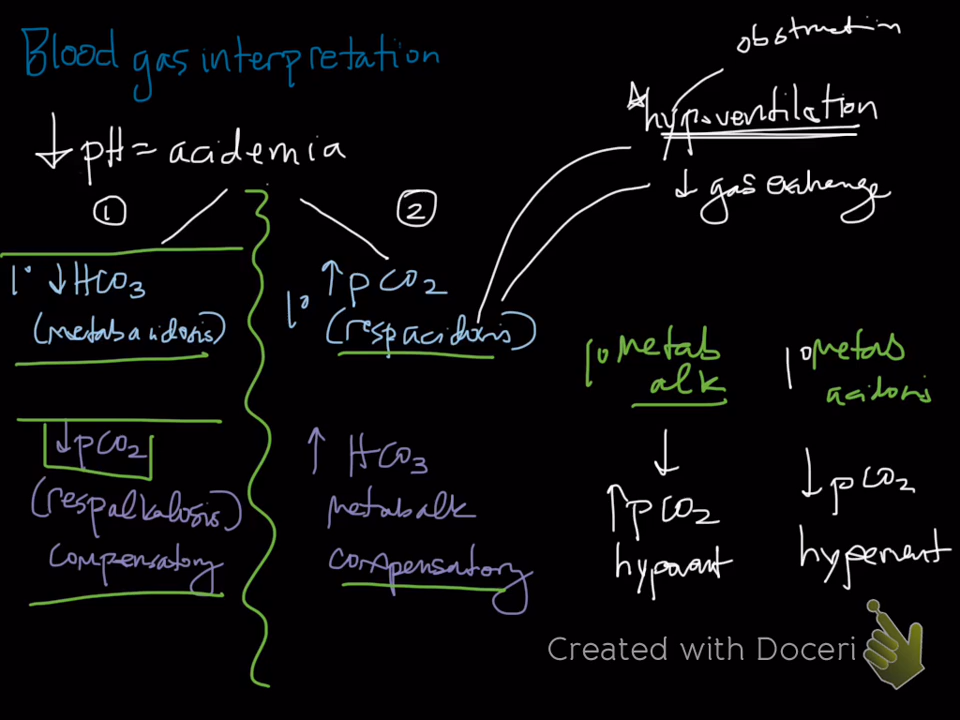 Blood gas interpretation
↓ pH = acidemia
①
②
1° ↓ HCO3
(metab acidosis)
1° ↑ pCO2
(resp acidosis)
↓ pCO2
(resp alkalosis)
compensatory
↑ HCO3
metab alk
compensatory
obstruction
hypoventilation
↓ gas exchange
1° metab
alk
↓
↑ pCO2
hypovent
1° metab
acidosis
↓ pCO2
hypervent
Created with Doceri